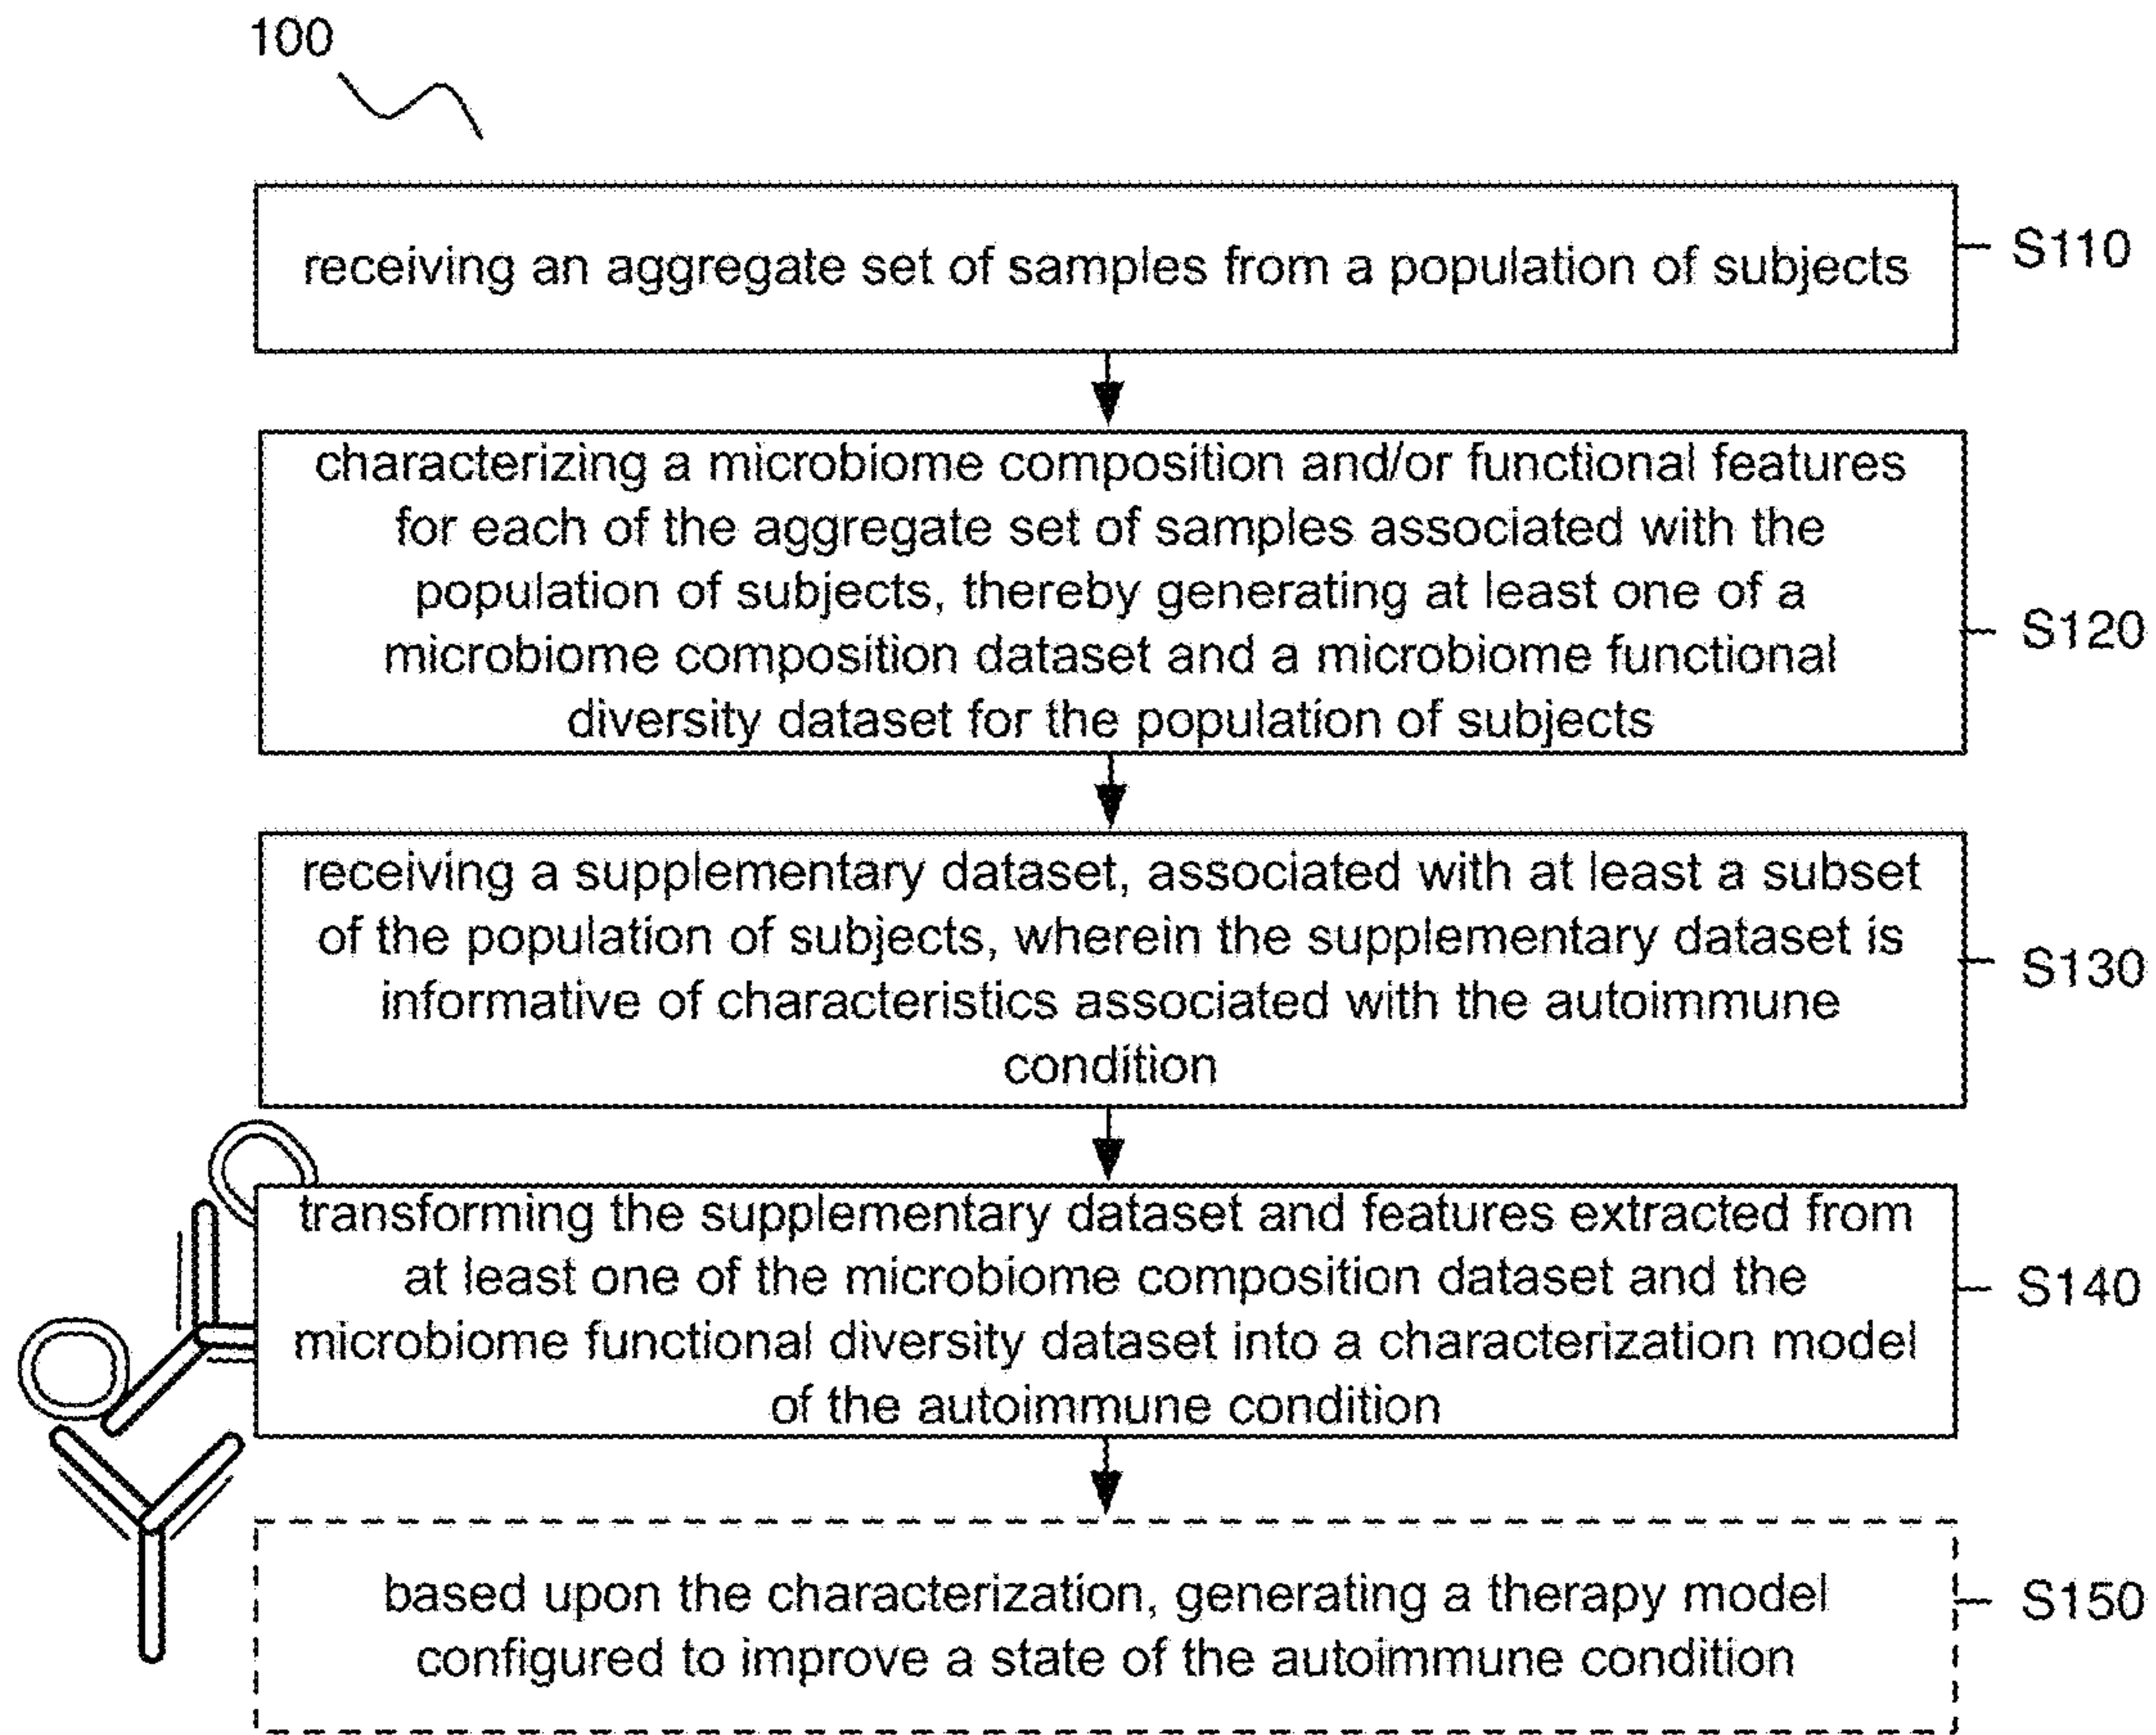 100
receiving an aggregate set of samples from a population of subjects
S110
characterizing a microbiome composition and/or functional features
for each of the aggregate set of samples associated with the
population of subjects, thereby generating at least one of a
microbiome composition dataset and a microbiome functional
diversity dataset for the population of subjects
S120
receiving a supplementary dataset, associated with at least a subset
of the population of subjects, wherein the supplementary dataset is
informative of characteristics associated with the autoimmune
condition
S130
transforming the supplementary dataset and features extracted from
at least one of the microbiome composition dataset and the
microbiome functional diversity dataset into a characterization model
of the autoimmune condition
S140
based upon the characterization, generating a therapy model
configured to improve a state of the autoimmune condition
S150